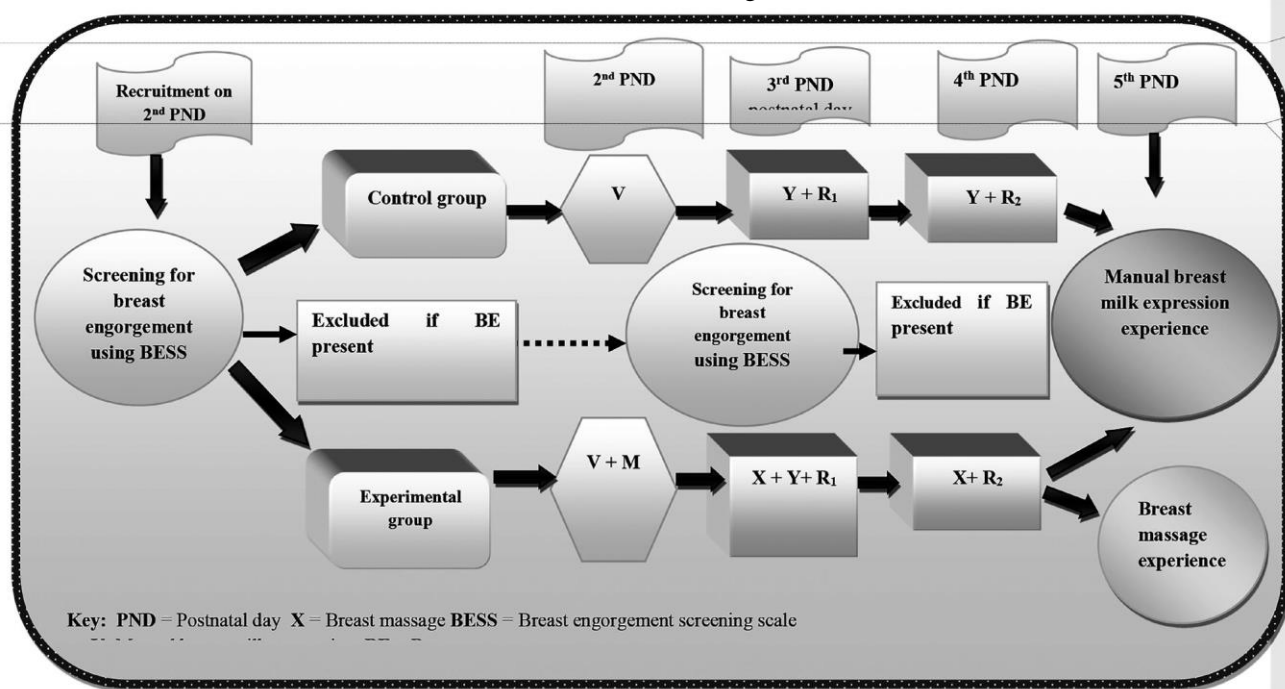 Recruitment on
2nd PND
2nd PND
3rd PND
postnatal day
4th PND
5th PND
Control group
V
Y + R1
Y + R2
Screening for
breast
engorgement
using BESS
Excluded if BE
present
Screening for
breast
engorgement
using BESS
Excluded if BE
present
Manual breast
milk expression
experience
Experimental
group
V + M
X + Y+ R1
X+ R2
Breast
massage
experience
Key: PND = Postnatal day X = Breast massage BESS = Breast engorgement screening scale